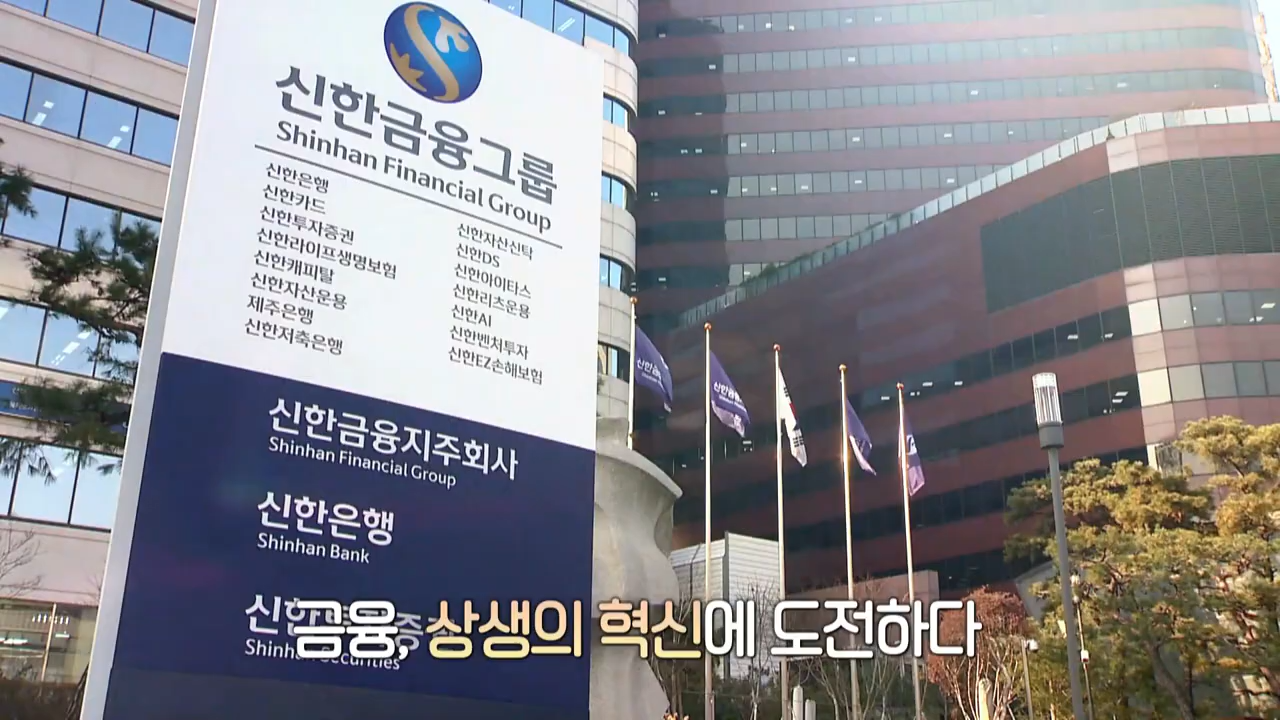 신한금융그룹
Shinhan Financial Group
신한은행
신한카드
신한투자증권
신한라이프생명보험
신한캐피탈
신한자산운용
제주은행
신한저축은행
신한자산신탁
신한DS
신한아이타스
신한리츠운용
신한AI
신한벤처투자
신한EZ손해보험
신한금융지주회사
Shinhan Financial Group
신한은행
Shinhan Bank
Shinhan Securities
금융, 상생의 혁신에 도전하다